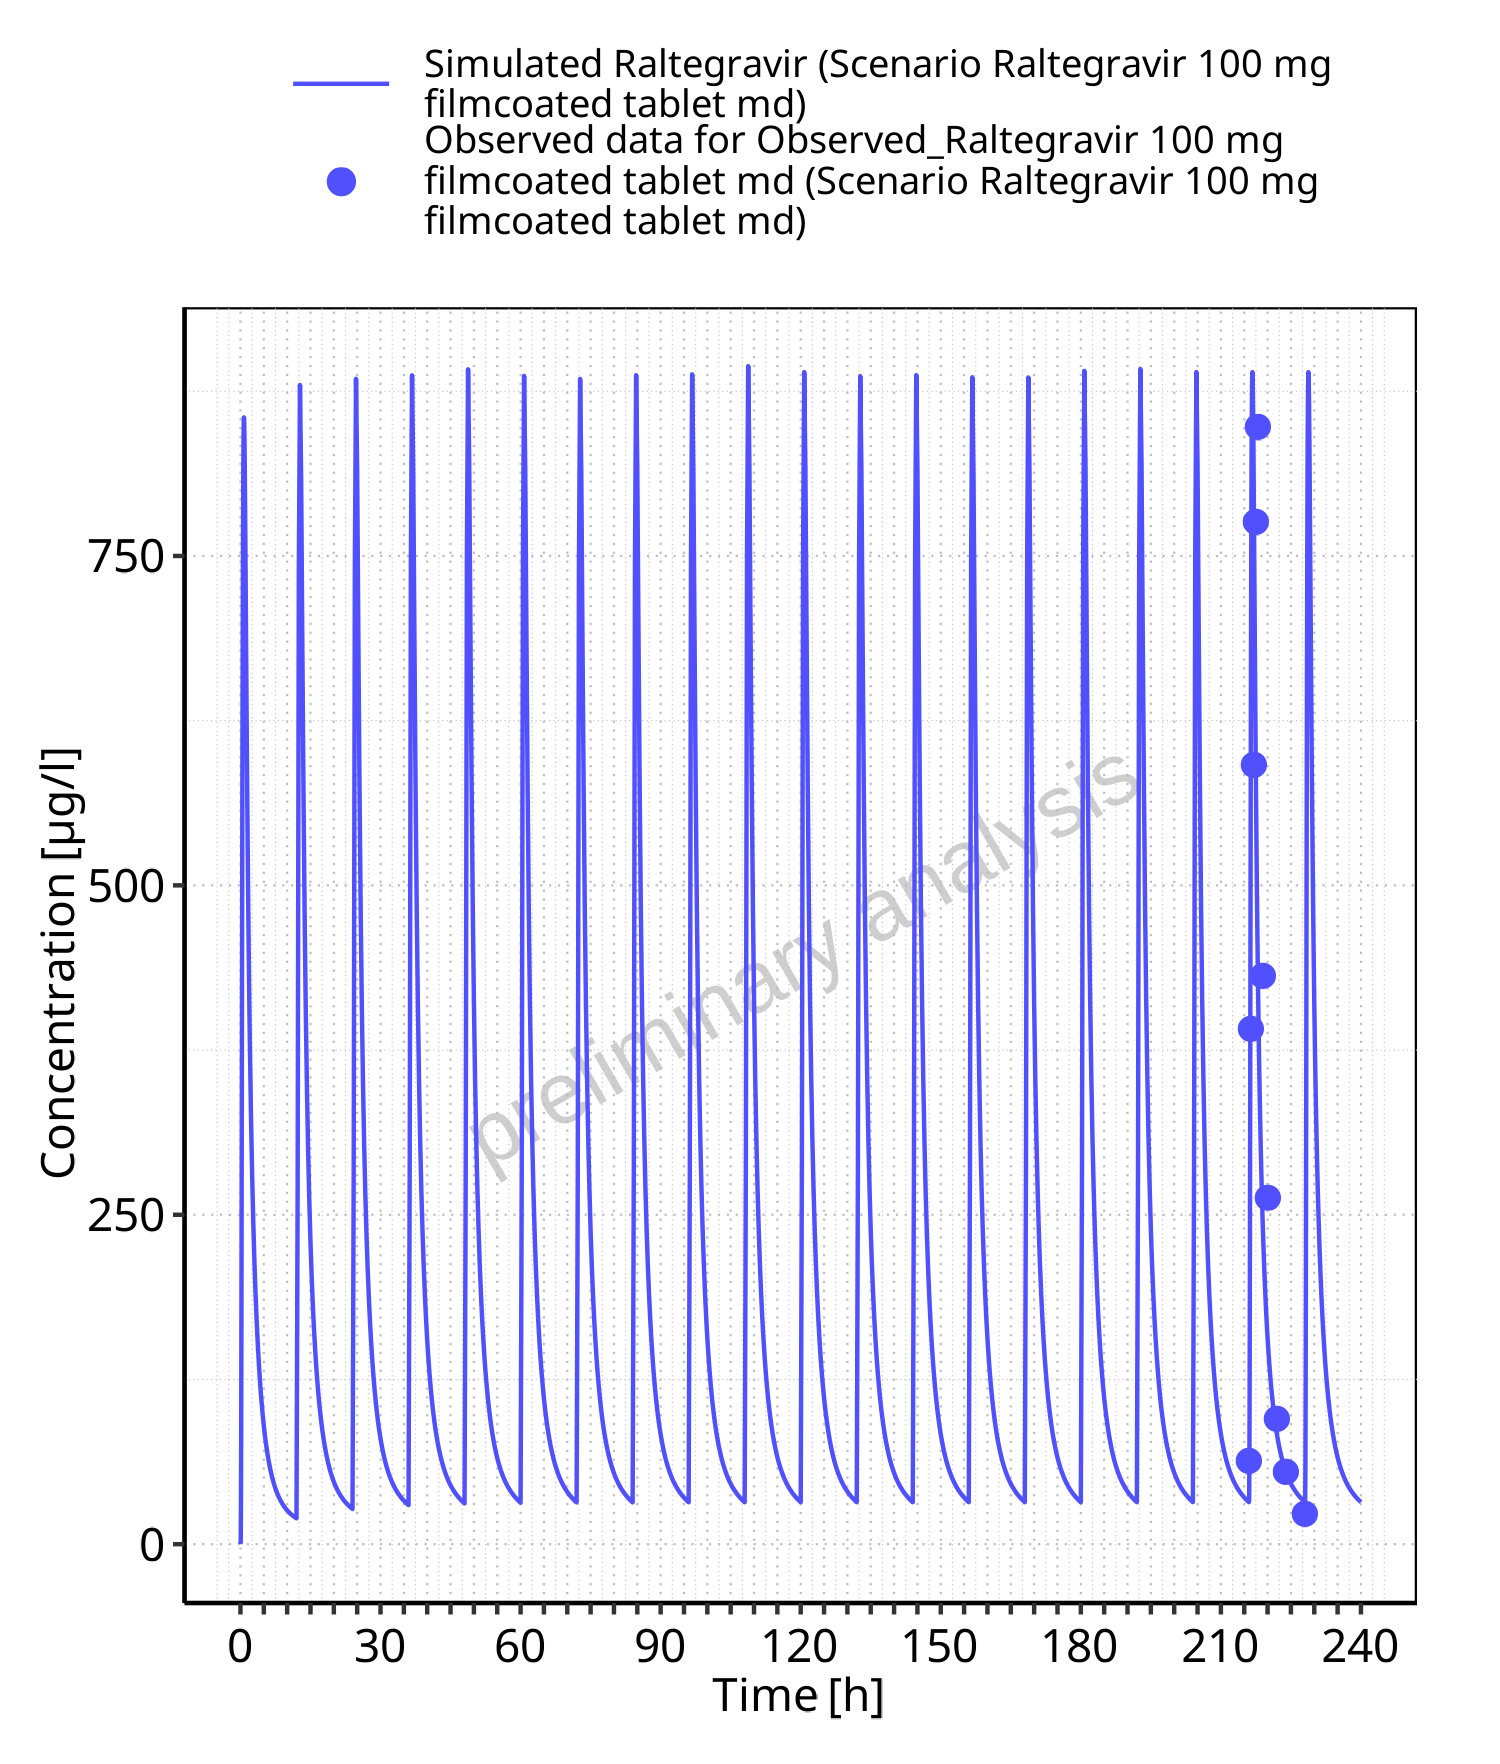 Simulated Raltegravir (Scenario Raltegravir 100 mg
filmcoated tablet md)
Observed data for Observed_Raltegravir 100 mg
filmcoated tablet md (Scenario Raltegravir 100 mg
filmcoated tablet md)
Concentration [µg/l]
750
500
250
0
preliminary analysis
0 30 60 90 120 150 180 210 240
Time [h]